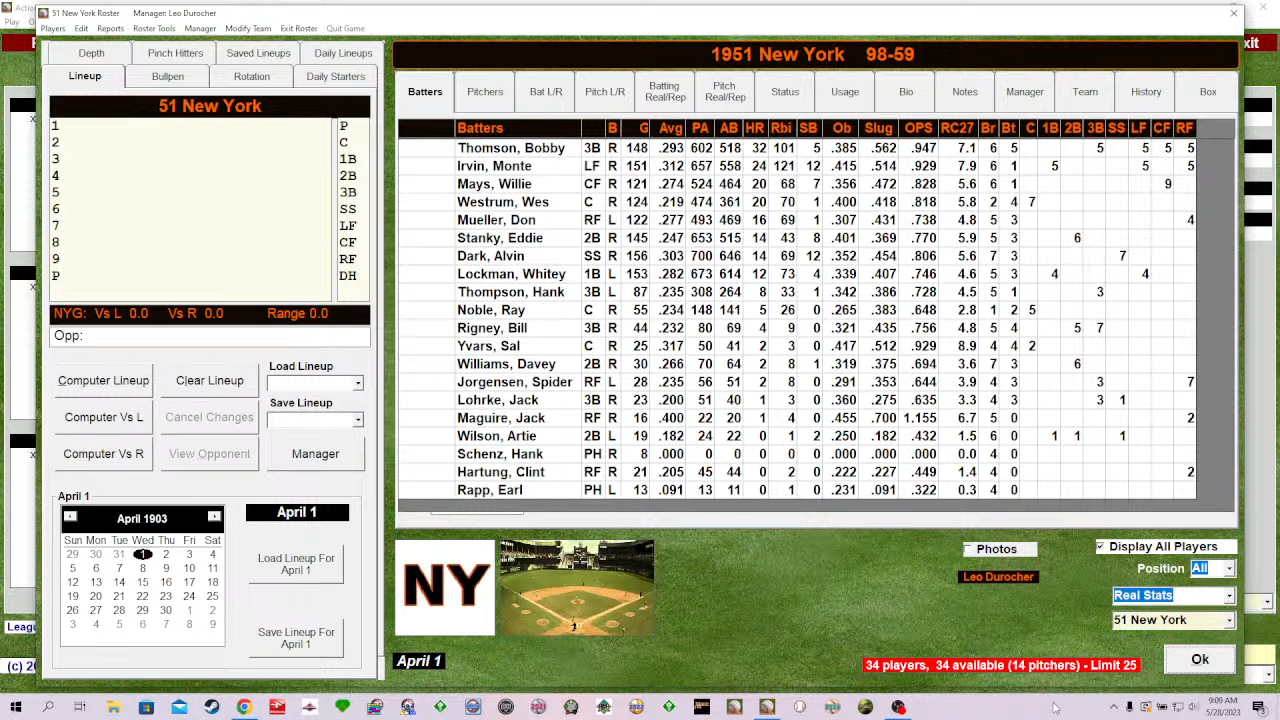 Actio
51 New York Roster Manager: Leo Durocher
Play
Players Edit Reports Roster Tools Manager Modify Team Exit Roster Quit Game
xit
Depth Pinch Hitters Saved Lineups Daily Lineups
Lineup Bullpen Rotation Daily Starters
51 New York
1 P
2 C
3 1B
4 2B
5 3B
6 SS
7 LF
8 CF
9 RF
P DH
NYG: Vs L 0.0 Vs R 0.0 Range 0.0
Opp:
Computer Lineup Clear Lineup Load Lineup
Computer Vs L Cancel Changes Save Lineup
Computer Vs R View Opponent Manager
April 1
April 1903
Sun Mon Tue Wed Thu Fri Sat
29 30 31 1 2 3 4
5 6 7 8 9 10 11
12 13 14 15 16 17 18
19 20 21 22 23 24 25
26 27 28 29 30 1 2
3 4 5 6 7 8 9
April 1
Load Lineup For
April 1
Save Lineup For
April 1
1951 New York 98-59
Batters Pitchers Bat L/R Pitch L/R Batting Real/Rep Pitch Real/Rep Status Usage Bio Notes Manager Team History Box
Batters B G Avg PA AB HR Rbi SB Ob Slug OPS RC27 Br Bt C 1B 2B 3B SS LF CF RF
Thomson, Bobby 3B R 148 .293 602 518 32 101 5 .385 .562 .947 7.1 6 5 5 5 5 5
Irvin, Monte LF R 151 .312 657 558 24 121 12 .415 .514 .929 7.9 6 1 5 5 5
Mays, Willie CF R 121 .274 524 464 20 68 7 .356 .472 .828 5.6 6 1 9
Westrum, Wes C R 124 .219 474 361 20 70 1 .400 .418 .818 5.8 2 4 7
Mueller, Don RF L 122 .277 493 469 16 69 1 .307 .431 .738 4.8 5 3 4
Stanky, Eddie 2B R 145 .247 653 515 14 43 8 .401 .369 .770 5.9 6 3 6
Dark, Alvin SS R 156 .303 700 646 14 69 12 .352 .454 .806 5.6 7 3 7
Lockman, Whitey 1B L 153 .282 673 614 12 73 4 .339 .407 .746 4.6 5 3 4 4
Thompson, Hank 3B L 87 .235 308 264 8 33 1 .342 .386 .728 4.5 5 1 3
Noble, Ray C R 55 .234 148 141 5 26 0 .265 .383 .648 2.8 1 2 5
Rigney, Bill 3B R 44 .232 80 69 4 9 0 .321 .435 .756 4.8 5 4 5 7
Yvars, Sal C R 25 .317 50 41 2 3 0 .417 .512 .929 8.9 4 4 2
Williams, Davey 2B R 30 .266 70 64 2 8 1 .319 .375 .694 3.6 7 3 6
Jorgensen, Spider RF L 28 .235 56 51 2 8 0 .291 .353 .644 3.9 4 3 3 7
Lohrke, Jack 3B R 23 .200 51 40 1 3 0 .360 .275 .635 3.3 4 3 3 1
Maguire, Jack RF R 16 .400 22 20 1 4 0 .455 .700 1.155 6.7 5 0 2
Wilson, Artie 2B L 19 .182 24 22 0 1 2 .250 .182 .432 1.5 6 0 1 1 1
Schenz, Hank PH R 8 .000 0 0 0 0 0 .000 .000 .000 0.0 4 0
Hartung, Clint RF R 21 .205 45 44 0 2 0 .222 .227 .449 1.4 4 0 2
Rapp, Earl PH L 13 .091 13 11 0 1 0 .231 .091 .322 0.3 4 0
NY
Photos
Leo Durocher
Display All Players
Position All
Real Stats
51 New York
April 1
34 players, 34 available (14 pitchers) - Limit 25
Ok
Leagu
(c) 20
9:09 AM
5/28/2023